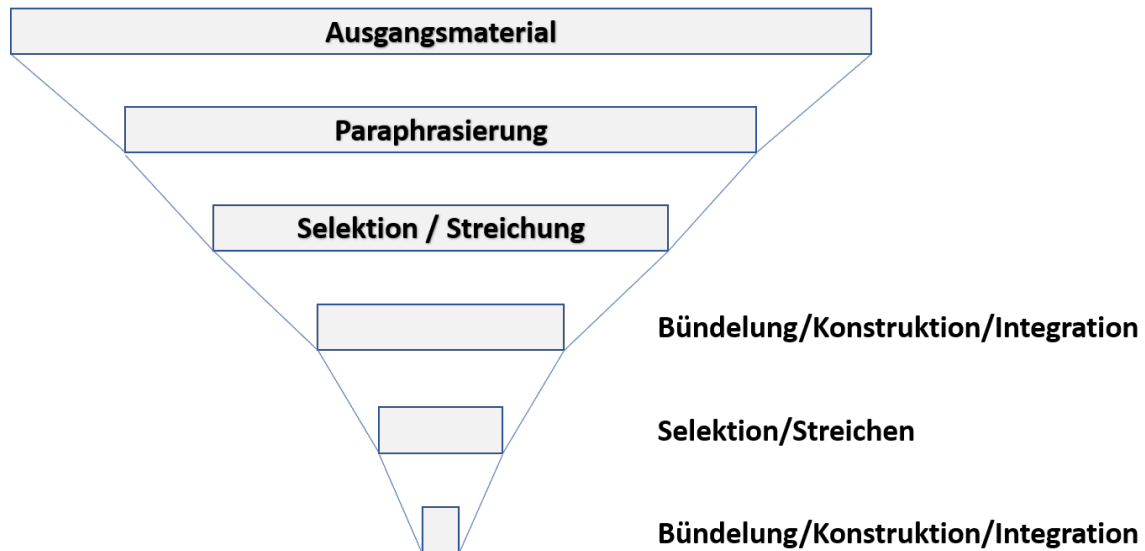 Ausgangsmaterial
Paraphrasierung
Selektion / Streichung
Bündelung/Konstruktion/Integration
Selektion/Streichen
Bündelung/Konstruktion/Integration